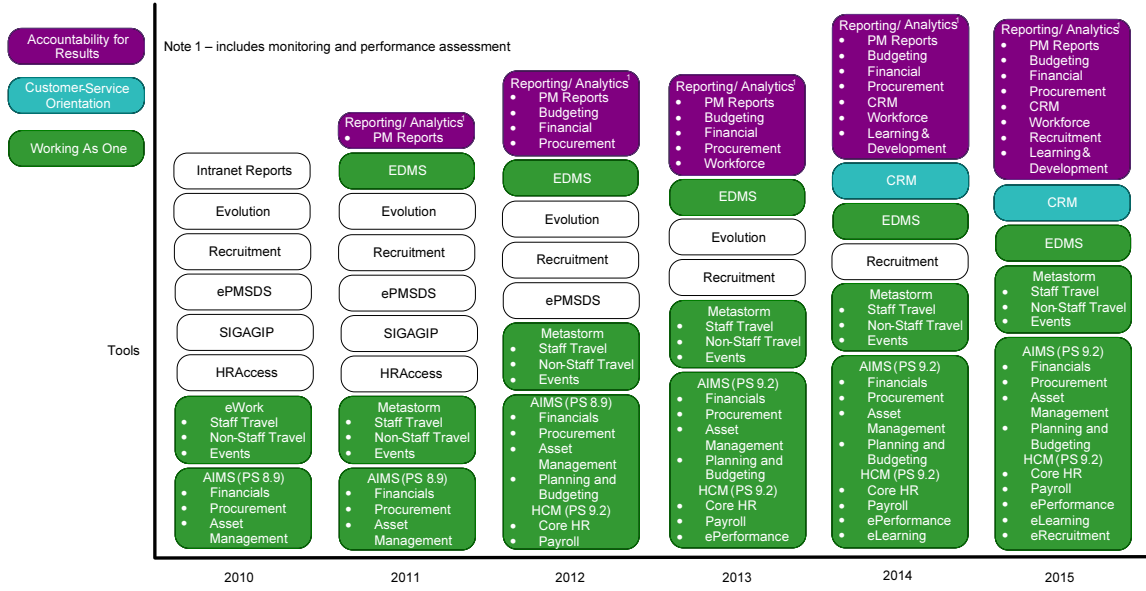 Accountability for
Results
Customer-Service
Orientation
Working As One
Note 1 – includes monitoring and performance assessment
Tools
Intranet Reports
Evolution
Recruitment
ePMSDS
SIGAGIP
HRAccess
eWork
• Staff Travel
• Non-Staff Travel
• Events
AIMS (PS 8.9)
• Financials
• Procurement
• Asset
Management
2010
Reporting/ Analytics1
• PM Reports
EDMS
Evolution
Recruitment
ePMSDS
SIGAGIP
HRAccess
Metastorm
• Staff Travel
• Non-Staff Travel
• Events
AIMS (PS 8.9)
• Financials
• Procurement
• Asset
Management
2011
Reporting/ Analytics1
• PM Reports
• Budgeting
• Financial
• Procurement
EDMS
Evolution
Recruitment
ePMSDS
Metastorm
• Staff Travel
• Non-Staff Travel
• Events
AIMS (PS 8.9)
• Financials
• Procurement
• Asset
Management
• Planning and
Budgeting
HCM (PS 9.2)
• Core HR
• Payroll
2012
Reporting/ Analytics1
• PM Reports
• Budgeting
• Financial
• Procurement
• Workforce
EDMS
Evolution
Recruitment
Metastorm
• Staff Travel
• Non-Staff Travel
• Events
AIMS (PS 9.2)
• Financials
• Procurement
• Asset
Management
• Planning and
Budgeting
HCM (PS 9.2)
• Core HR
• Payroll
• ePerformance
2013
Reporting/ Analytics1
• PM Reports
• Budgeting
• Financial
• Procurement
• CRM
• Workforce
• Learning &
Development
CRM
EDMS
Recruitment
Metastorm
• Staff Travel
• Non-Staff Travel
• Events
AIMS (PS 9.2)
• Financials
• Procurement
• Asset
Management
• Planning and
Budgeting
HCM (PS 9.2)
• Core HR
• Payroll
• ePerformance
• eLearning
2014
Reporting/ Analytics1
• PM Reports
• Budgeting
• Financial
• Procurement
• CRM
• Workforce
• Recruitment
• Learning &
Development
CRM
EDMS
Metastorm
• Staff Travel
• Non-Staff Travel
• Events
AIMS (PS 9.2)
• Financials
• Procurement
• Asset
Management
• Planning and
Budgeting
HCM (PS 9.2)
• Core HR
• Payroll
• ePerformance
• eLearning
• eRecruitment
2015